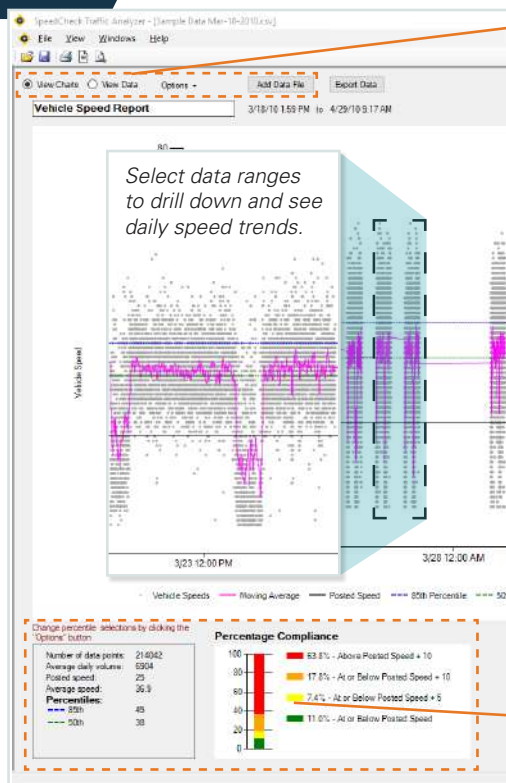 SpeedCheck Traffic Analyzer - [Sample Data Mar-18-2010.csv]
File View Windows Help
View Charts View Data Options Add Data File Export Data
Vehicle Speed Report 3/18/10 1:59 PM to 4/29/10 9:17 AM
80
Select data ranges
to drill down and see
daily speed trends.
Vehicle Speed
3/23 12:00 PM
3/28 12:00 AM
Vehicle Speeds Moving Average Posted Speed 85th Percentile 50
Change percentile selections by clicking the
"Options" button
Number of data points: 214042
Average daily volume: 6904
Posted speed: 25
Average speed: 36.9
Percentiles:
85th 45
50th 38
Percentage Compliance
100
80
60
40
20
0
63.8% - Above Posted Speed + 10
17.8% - At or Below Posted Speed + 10
7.4% - At or Below Posted Speed + 5
11.0% - At or Below Posted Speed